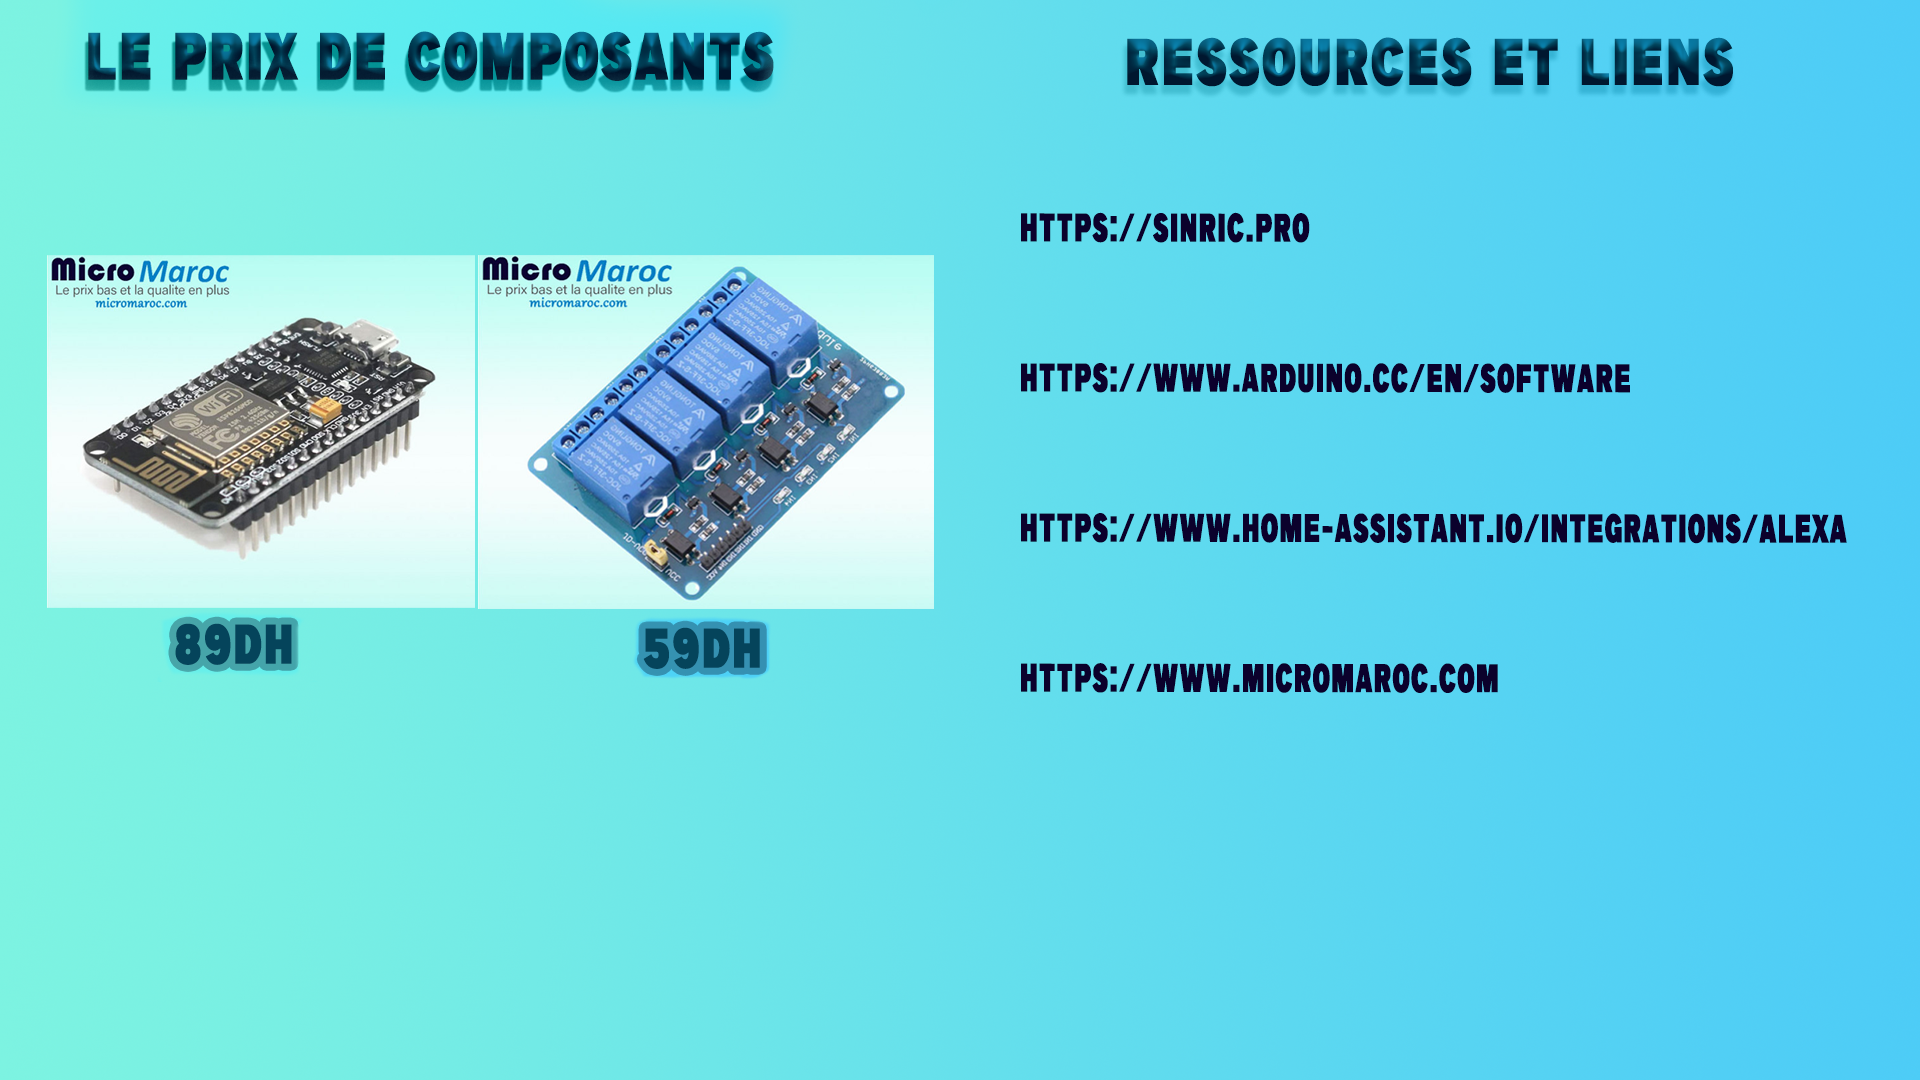 LE PRIX DE COMPOSANTS
Micro Maroc
Le prix bas et la qualite en plus
micromaroc.com
Micro Maroc
Le prix bas et la qualite en plus
micromaroc.com
89DH
59DH
RESSOURCES ET LIENS
HTTPS://SINRIC.PRO
HTTPS://WWW.ARDUINO.CC/EN/SOFTWARE
HTTPS://WWW.HOME-ASSISTANT.IO/INTEGRATIONS/ALEXA
HTTPS://WWW.MICROMAROC.COM